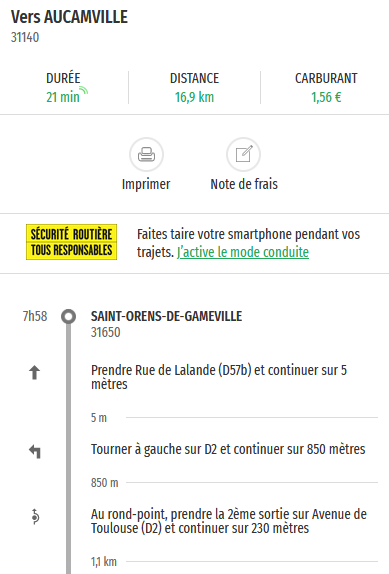 Vers AUCAMVILLE
31140
DURÉE
DISTANCE
CARBURANT
21 min
16,9 km
1,56 €
Imprimer
Note de frais
SÉCURITÉ ROUTIÈRE
TOUS RESPONSABLES
Faites taire votre smartphone pendant vos
trajets. J'active le mode conduite
7h58
SAINT-ORENS-DE-GAMEVILLE
31650
Prendre Rue de Lalande (D57b) et continuer sur 5
mètres
5 m
Tourner à gauche sur D2 et continuer sur 850 mètres
850 m
Au rond-point, prendre la 2ème sortie sur Avenue de
Toulouse (D2) et continuer sur 230 mètres
1,1 km